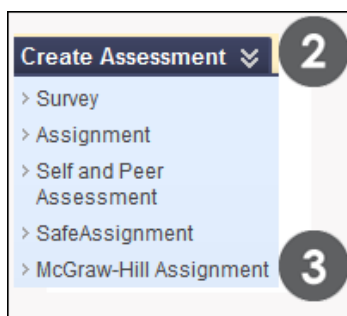 Create Assessment 2
> Survey
> Assignment
> Self and Peer
Assessment
> SafeAssignment
> McGraw-Hill Assignment 3